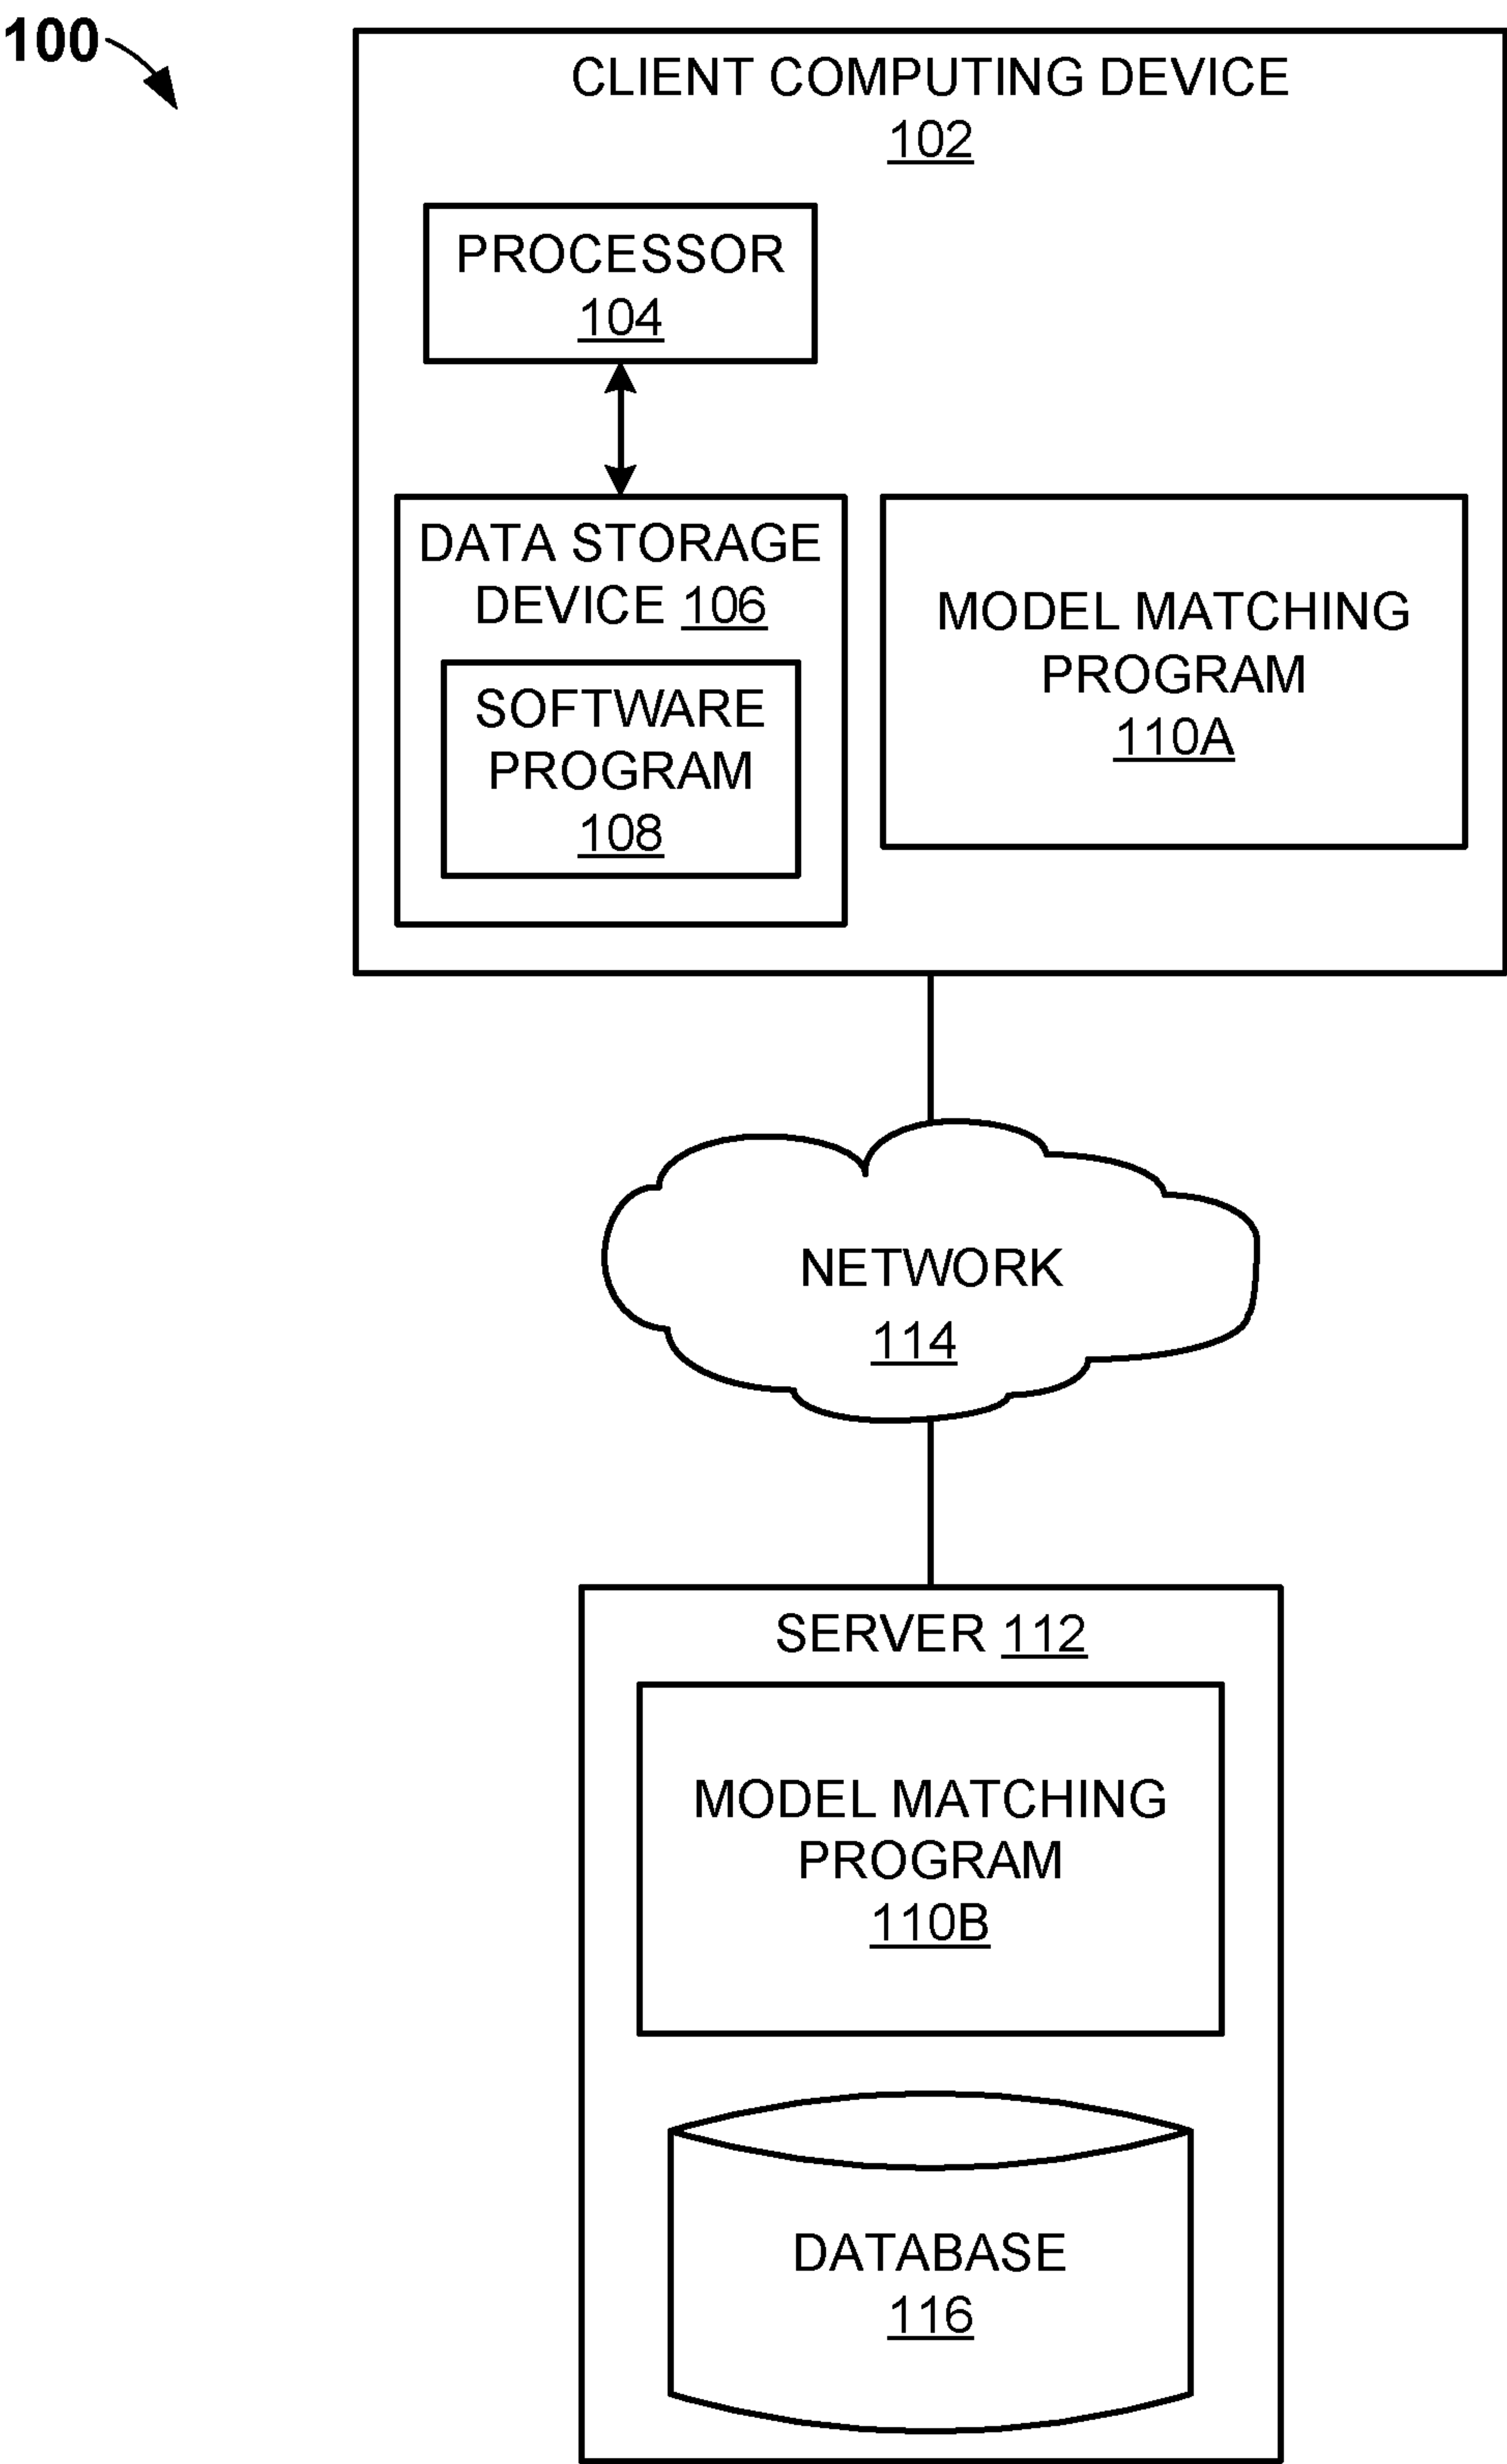 100
CLIENT COMPUTING DEVICE
102
PROCESSOR
104
DATA STORAGE
DEVICE 106
SOFTWARE
PROGRAM
108
MODEL MATCHING
PROGRAM
110A
NETWORK
114
SERVER 112
MODEL MATCHING
PROGRAM
110B
DATABASE
116